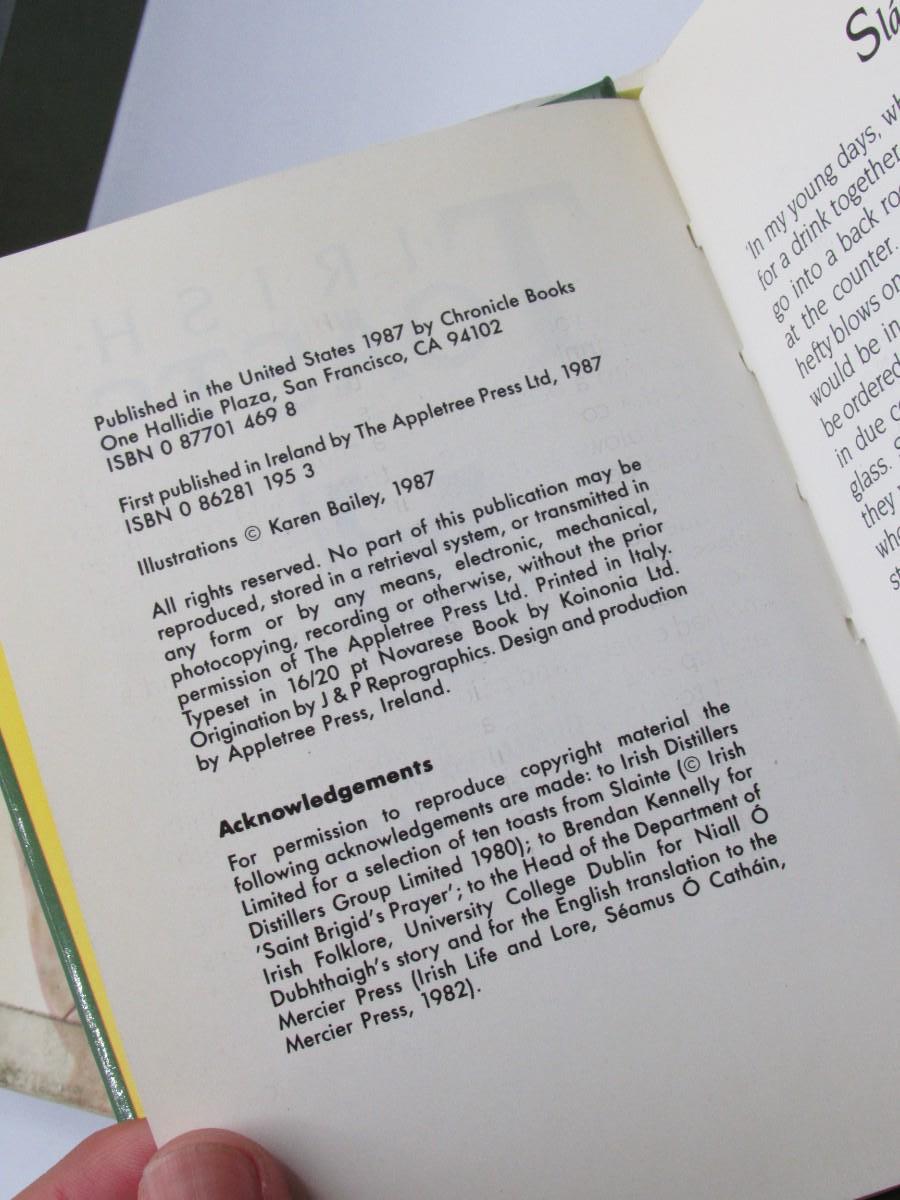 Published in the United States 1987 by Chronicle Books
One Hallidie Plaza, San Francisco, CA 94102
ISBN 0 87701 469 8
First published in Ireland by The Appletree Press Ltd, 1987
ISBN 0 86281 195 3
Illustrations © Karen Bailey, 1987
All rights reserved. No part of this publication may be
reproduced, stored in a retrieval system, or transmitted in
any form or by any means, electronic, mechanical,
photocopying, recording or otherwise, without the prior
permission of The Appletree Press Ltd. Printed in Italy.
Typeset in 16/20 pt Novarese Book by Koinonia Ltd.
Origination by J & P Reprographics. Design and production
by Appletree Press, Ireland.
Acknowledgements
For permission to reproduce copyright material the
following acknowledgements are made: to Irish Distillers
Limited for a selection of ten toasts from Slainte (© Irish
Distillers Group Limited 1980); to Brendan Kennelly for
'Saint Brigid's Prayer'; to the Head of the Department of
Irish Folklore, University College Dublin for Niall Ó
Dubhthaigh's story and for the English translation to the
Mercier Press (Irish Life and Lore, Séamus Ó Catháin,
Mercier Press, 1982).
Slá
'In my young days, wh
for a drink together
go into a back ro
at the counter.
hefty blows on
would be in
be ordered
in due c
glass. S
they
whe
st